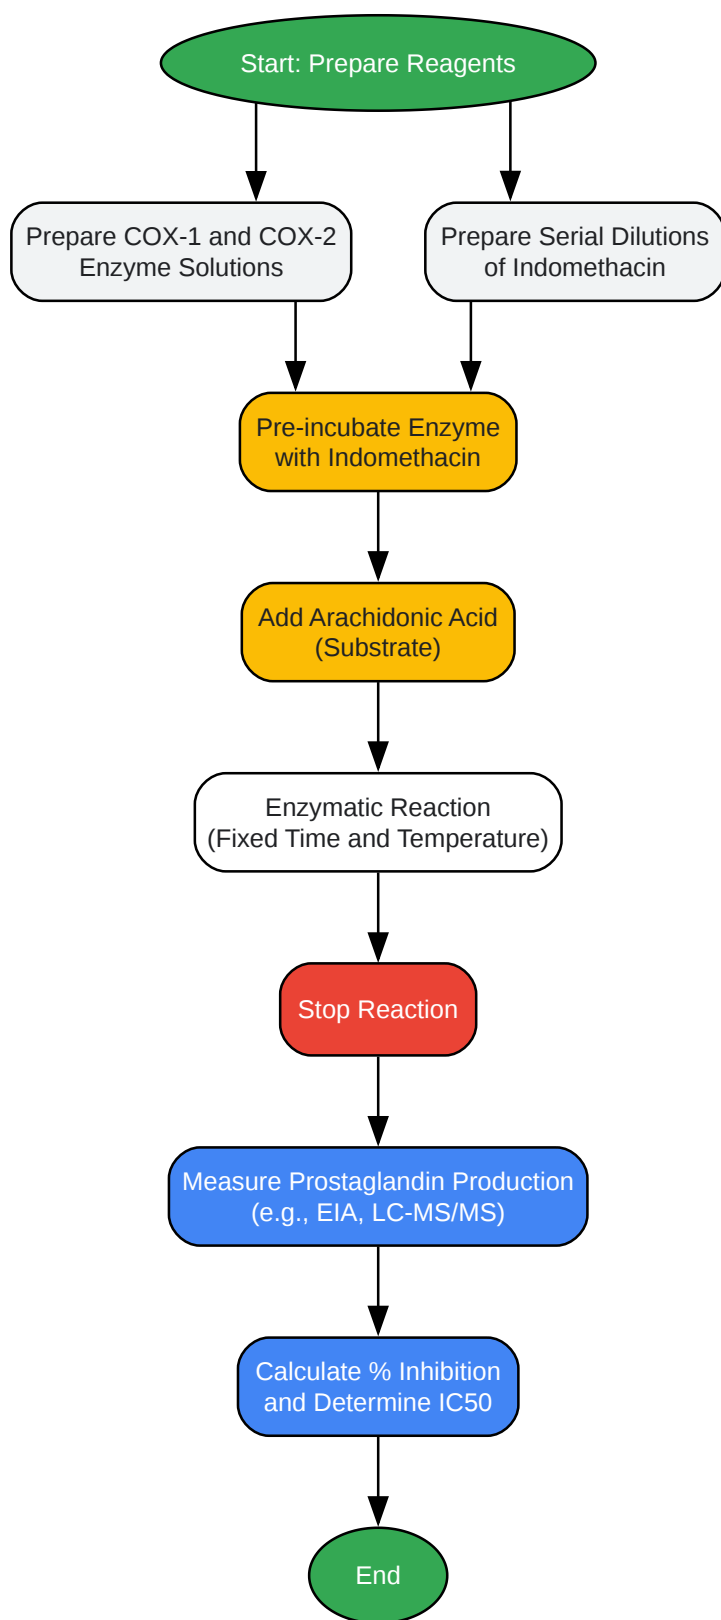 Start: Prepare Reagents
Prepare COX-1 and COX-2
Enzyme Solutions
Prepare Serial Dilutions
of Indomethacin
Pre-incubate Enzyme
with Indomethacin
Add Arachidonic Acid
(Substrate)
Enzymatic Reaction
(Fixed Time and Temperature)
Stop Reaction
Measure Prostaglandin Production
(e.g., EIA, LC-MS/MS)
Calculate % Inhibition
and Determine IC50
End